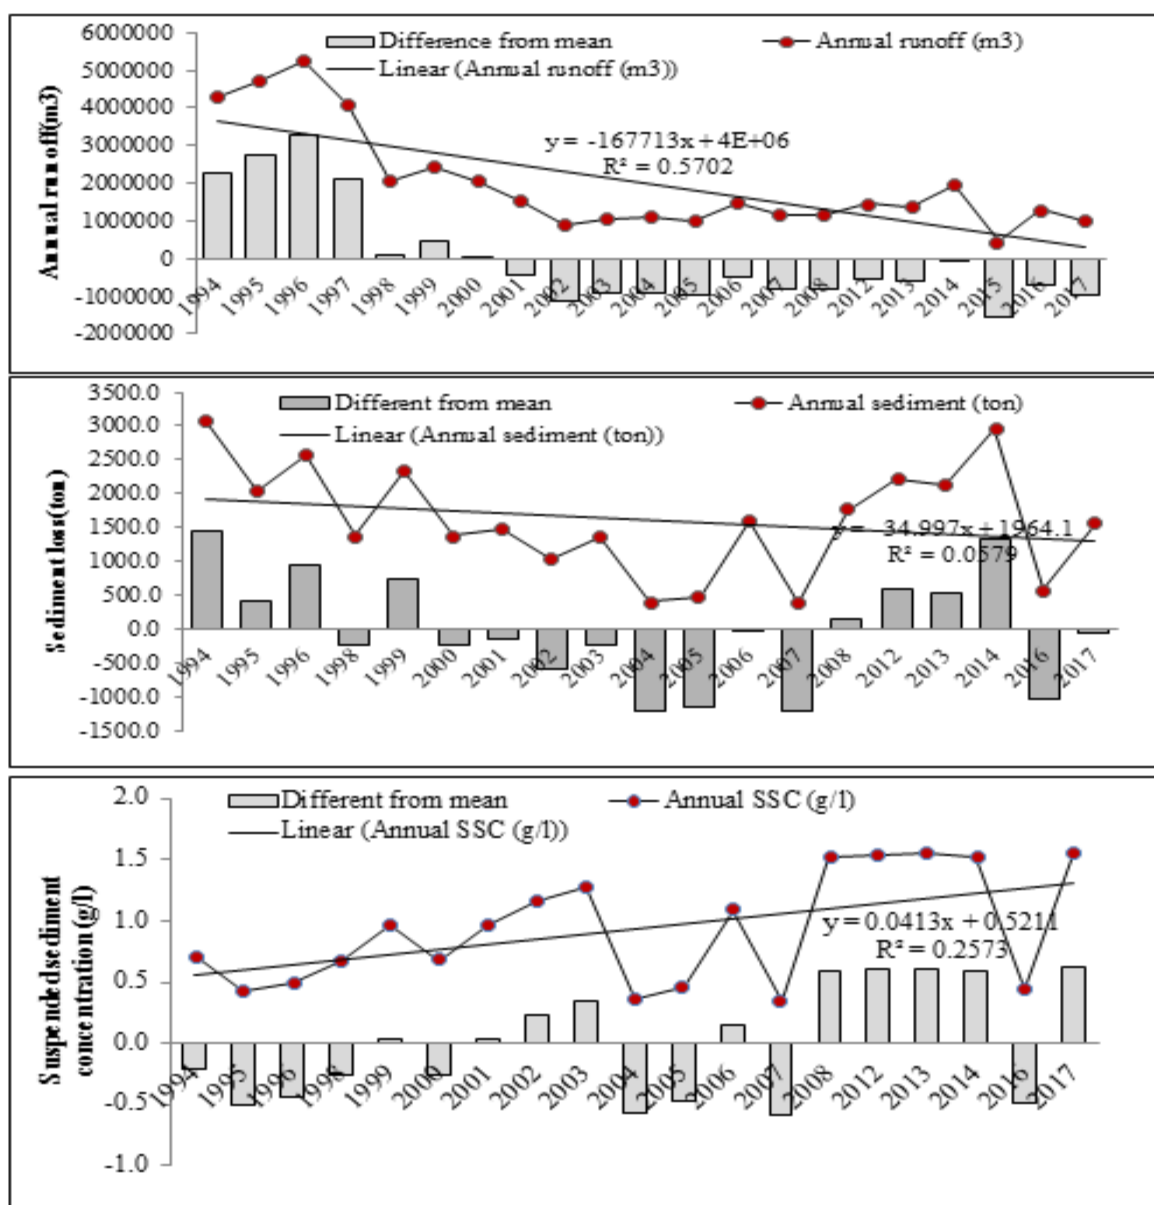 6000000
5000000
4000000
3000000
2000000
1000000
0
-1000000
-2000000
Annual runoff(m3)
Difference from mean
Annual runoff (m3)
Linear (Annual runoff (m3))
y = -167713x + 4E+06
R² = 0.5702
1994 1995 1996 1997 1998 1999 2000 2001 2002 2003 2004 2005 2006 2007 2008 2012 2013 2014 2015 2016 2017
3500.0
3000.0
2500.0
2000.0
1500.0
1000.0
500.0
0.0
-500.0
-1000.0
-1500.0
Sediment loss(ton)
Different from mean
Annual sediment (ton)
Linear (Annual sediment (ton))
y = -34.997x + 1964.1
R² = 0.0579
1994 1995 1996 1998 1999 2000 2001 2002 2003 2004 2005 2006 2007 2008 2012 2013 2014 2016 2017
2.0
1.5
1.0
0.5
0.0
-0.5
-1.0
Suspended sediment
concentration(g/l)
Different from mean
Annual SSC (g/l)
Linear (Annual SSC (g/l))
y = 0.0413x + 0.5211
R² = 0.2573
1994 1995 1996 1998 1999 2000 2001 2002 2003 2004 2005 2006 2007 2008 2012 2013 2014 2016 2017